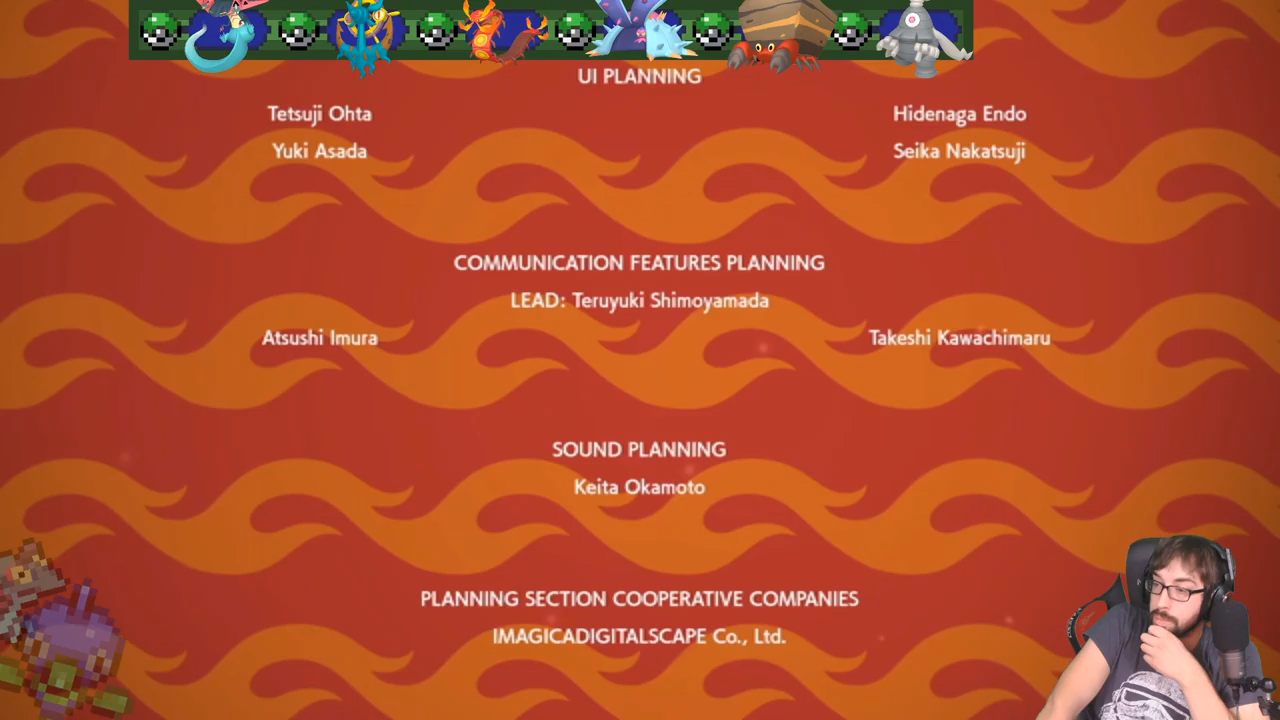 UI PLANNING
Tetsuji Ohta Hidenaga Endo
Yuki Asada Seika Nakatsuji
COMMUNICATION FEATURES PLANNING
LEAD: Teruyuki Shimoyamada
Atsushi Imura Takeshi Kawachimaru
SOUND PLANNING
Keita Okamoto
PLANNING SECTION COOPERATIVE COMPANIES
IMAGICADIGITALSCAPE Co., Ltd.